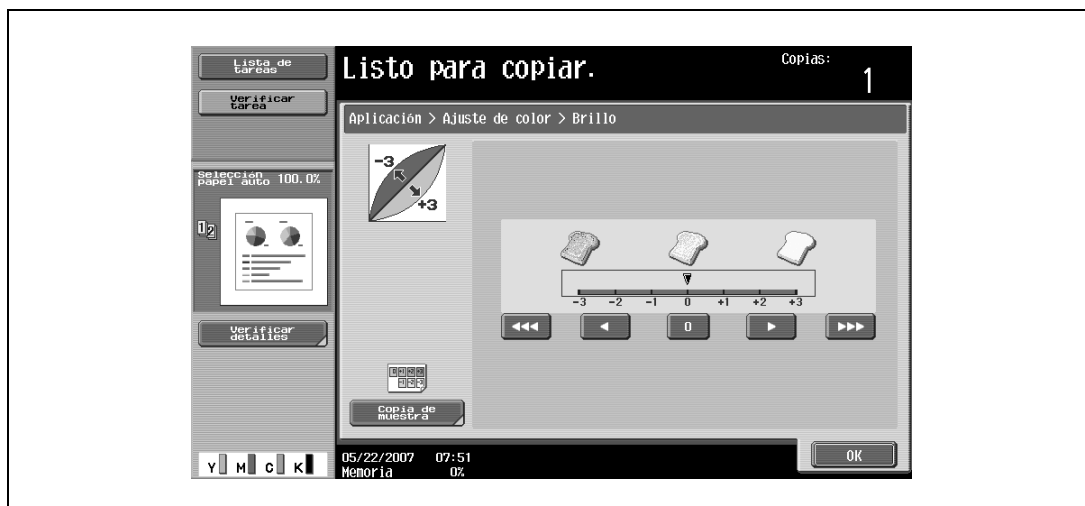 Lista de
tareas
Verificar
tarea
Listo para copiar.
Copias:
1
Aplicación > Ajuste de color > Brillo
Selección
papel auto 100.0%
1 2
-3
+3
-3 -2 -1 0 +1 +2 +3
0
Verificar
detalles
Copia de
muestra
Y M C K
05/22/2007 07:51
Memoria 0%
OK